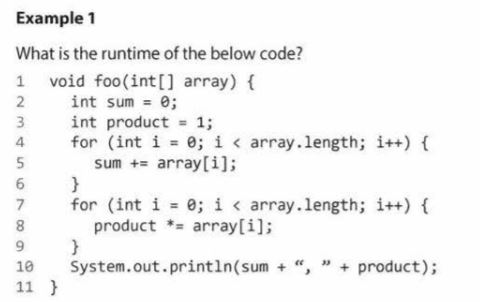 Example 1
What is the runtime of the below code?
1 void foo(int[] array) {
2 int sum = 0;
3 int product = 1;
4 for (int i = 0; i < array.length; i++) {
5 sum += array[i];
6 }
7 for (int i = 0; i < array.length; i++) {
8 product *= array[i];
9 }
10 System.out.println(sum + “, ” + product);
11 }